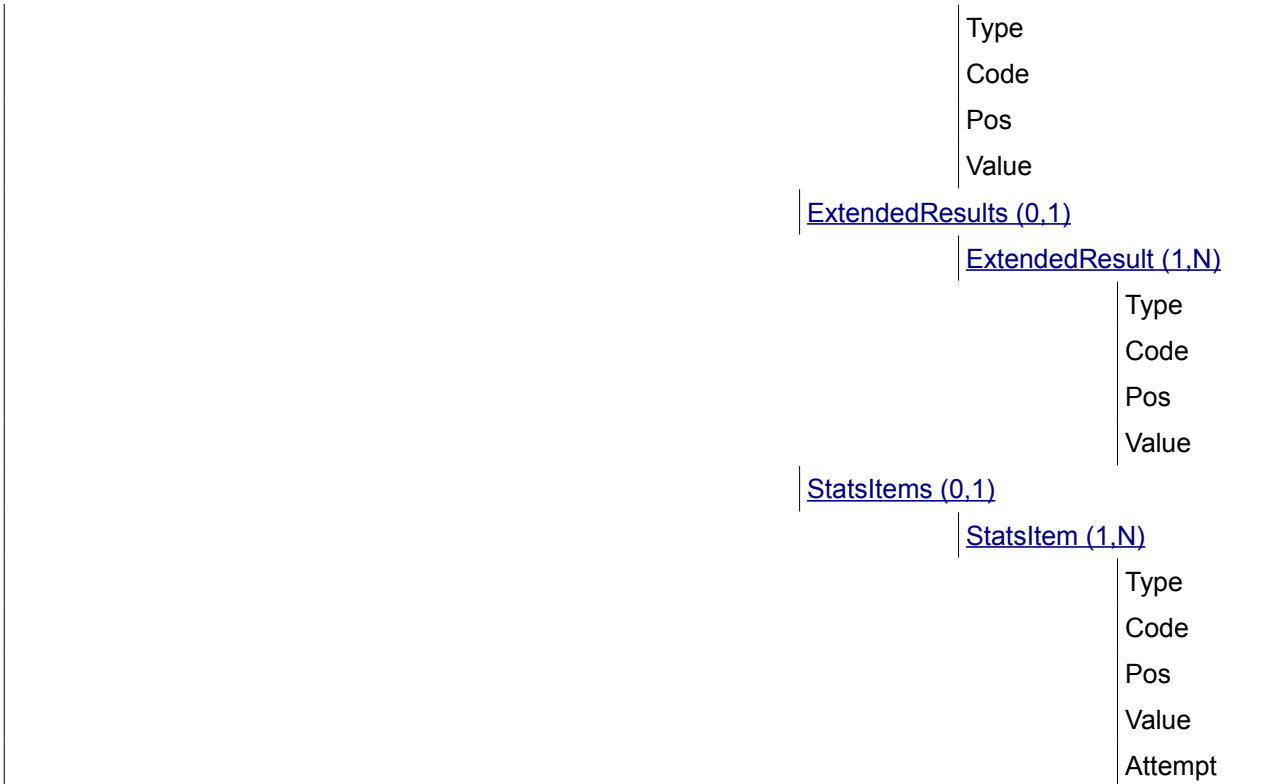 Type
Code
Pos
Value
ExtendedResults (0,1)
ExtendedResult (1,N)
Type
Code
Pos
Value
StatsItems (0,1)
StatsItem (1,N)
Type
Code
Pos
Value
Attempt